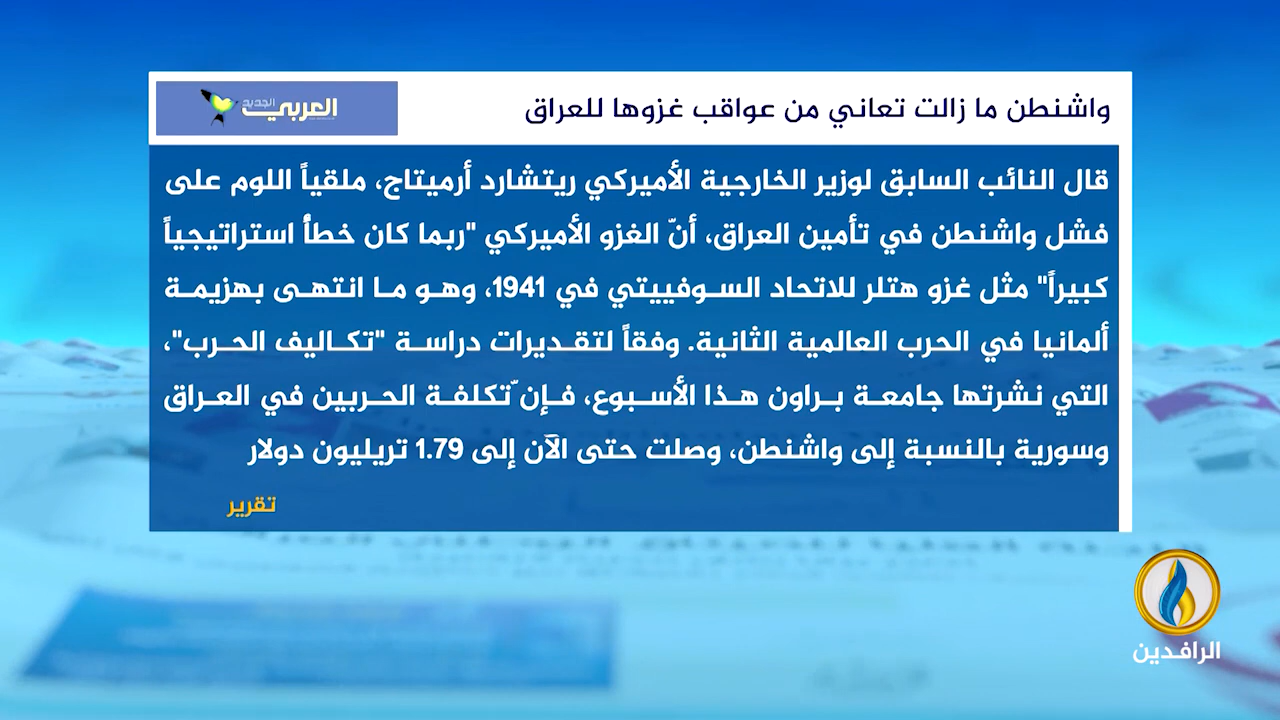 واشنطن ما زالت تعاني من عواقب غزوها للعراق
العربي الجديد
قال النائب السابق لوزير الخارجية الأميركي ريتشارد أرميتاج، ملقياً اللوم على
فشل واشنطن في تأمين العراق، أنّ الغزو الأميركي "ربما كان خطأً استراتيجياً
كبيراً" مثل غزو هتلر للاتحاد السوفييتي في 1941، وهو ما انتهى بهزيمة
ألمانيا في الحرب العالمية الثانية. وفقاً لتقديرات دراسة "تكاليف الحرب"،
التي نشرتها جامعة براون هذا الأسبوع، فإن ّتكلفة الحربين في العراق
وسورية بالنسبة إلى واشنطن، وصلت حتى الآن إلى 1.79 تريليون دولار
تقرير
الرافدين